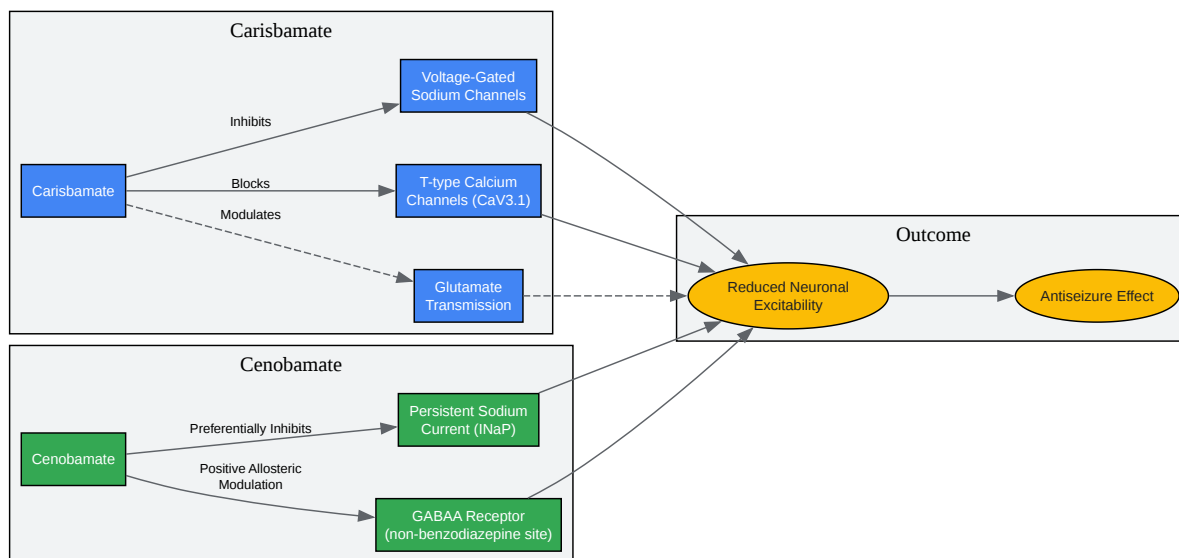 Carisbamate
Voltage-Gated
Sodium Channels
Inhibits
Carisbamate
Blocks
T-type Calcium
Channels (CaV3.1)
Modulates
Glutamate
Transmission
Outcome
Reduced Neuronal
Excitability
Antiseizure Effect
Cenobamate
Persistent Sodium
Current (INaP)
Preferentially Inhibits
Cenobamate
Positive Allosteric
Modulation
GABAA Receptor
(non-benzodiazepine site)